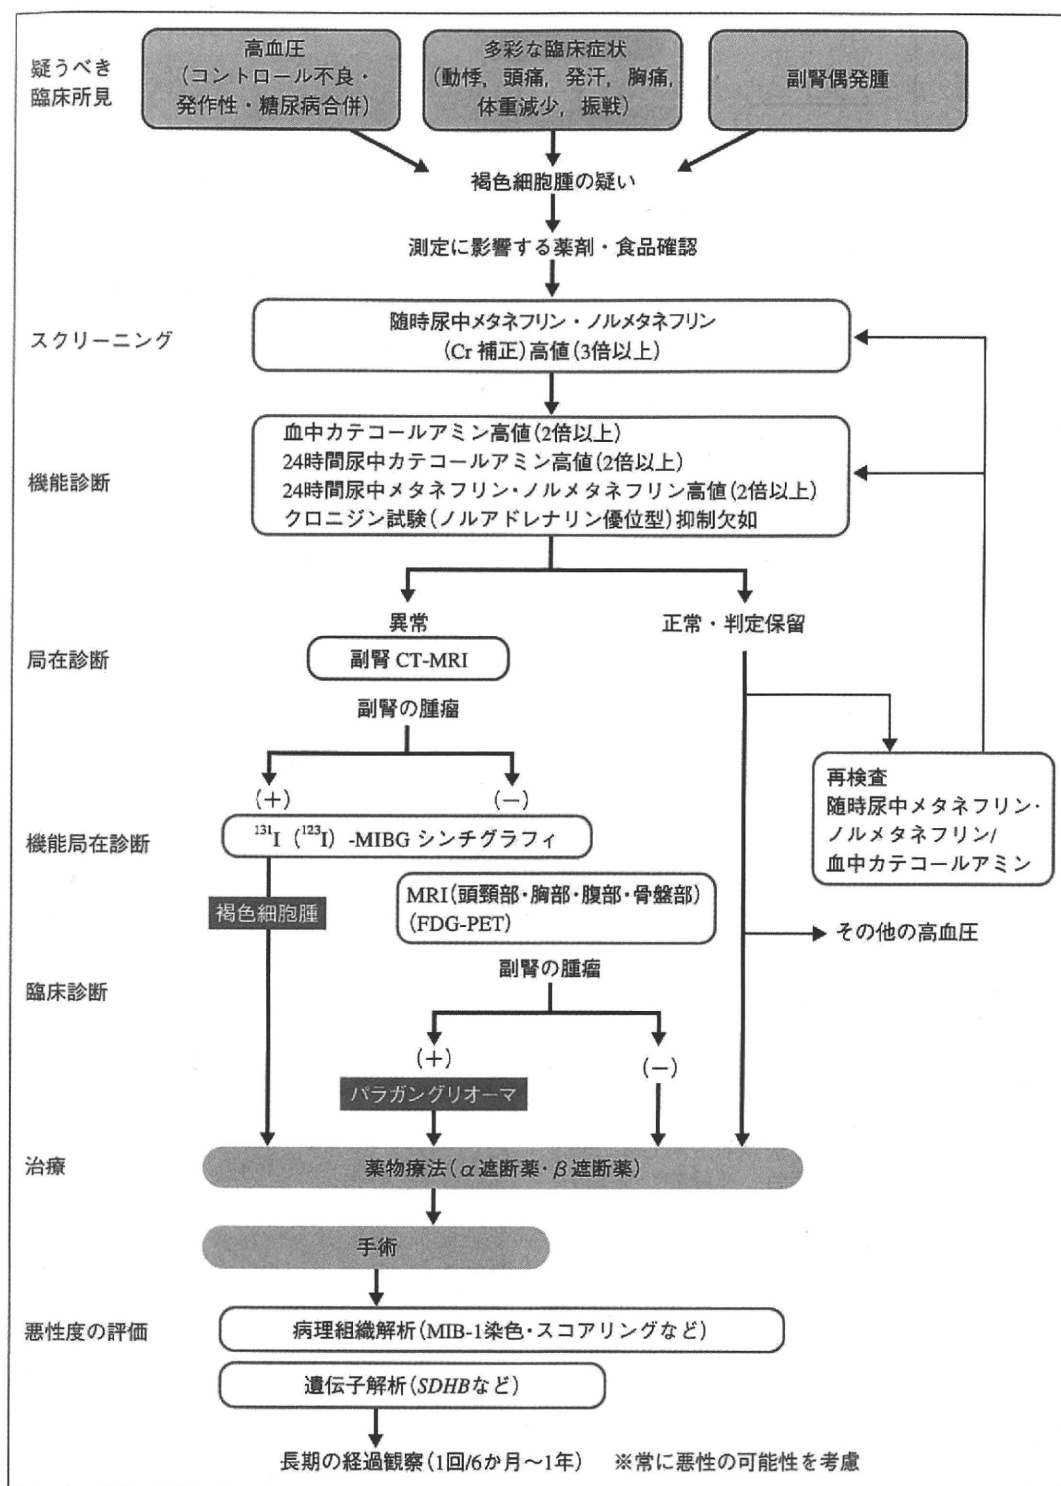 疑うべき
臨床所見
高血圧
(コントロール不良・
発作性・糖尿病合併)
多彩な臨床症状
(動悸, 頭痛, 発汗, 胸痛,
体重減少, 振戦)
副腎偶発腫
褐色細胞腫の疑い
測定に影響する薬剤・食品確認
スクリーニング
随時尿中メタネフリン・ノルメタネフリン
(Cr 補正)高値(3倍以上)
機能診断
血中カテコールアミン高値(2倍以上)
24時間尿中カテコールアミン高値(2倍以上)
24時間尿中メタネフリン・ノルメタネフリン高値(2倍以上)
クロニジン試験(ノルアドレナリン優位型)抑制欠如
異常
正常・判定保留
局在診断
副腎 CT-MRI
副腎の腫瘤
(+)
(−)
再検査
随時尿中メタネフリン・
ノルメタネフリン/
血中カテコールアミン
機能局在診断
¹³¹I (¹²³I) -MIBG シンチグラフィ
褐色細胞腫
MRI(頭頸部・胸部・腹部・骨盤部)
(FDG-PET)
その他の高血圧
副腎の腫瘤
臨床診断
(+)
(−)
パラガングリオーマ
治療
薬物療法(α遮断薬・β遮断薬)
手術
悪性度の評価
病理組織解析(MIB-1染色・スコアリングなど)
遺伝子解析(SDHBなど)
長期の経過観察(1回/6か月〜1年) ※常に悪性の可能性を考慮